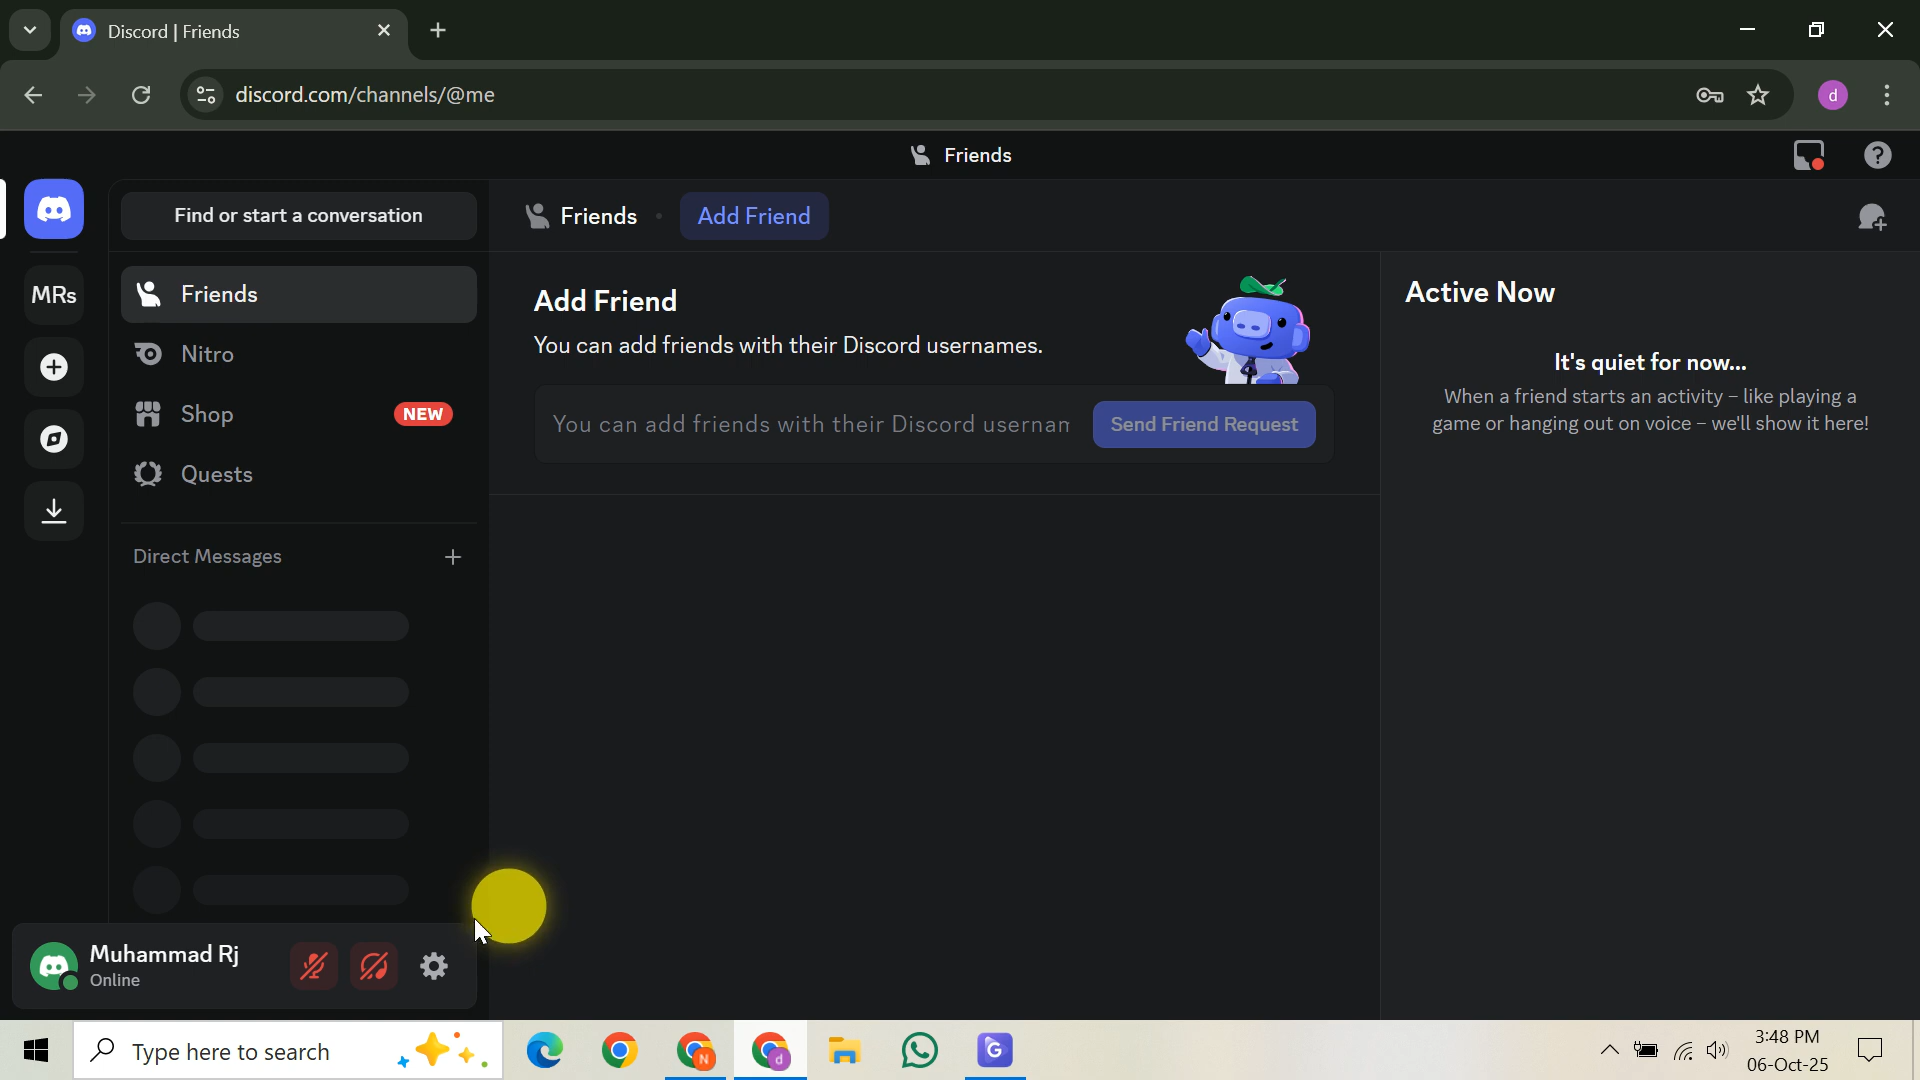 Discord | Friends
discord.com/channels/@me
d
Friends
MRs
Find or start a conversation
Friends
Nitro
Shop
NEW
Quests
Direct Messages
Friends
Add Friend
Add Friend
You can add friends with their Discord usernames.
You can add friends with their Discord usernam
Send Friend Request
Active Now
It's quiet for now...
When a friend starts an activity – like playing a
game or hanging out on voice – we'll show it here!
Muhammad Rj
Online
Type here to search
N
d
G
3:48 PM
06-Oct-25